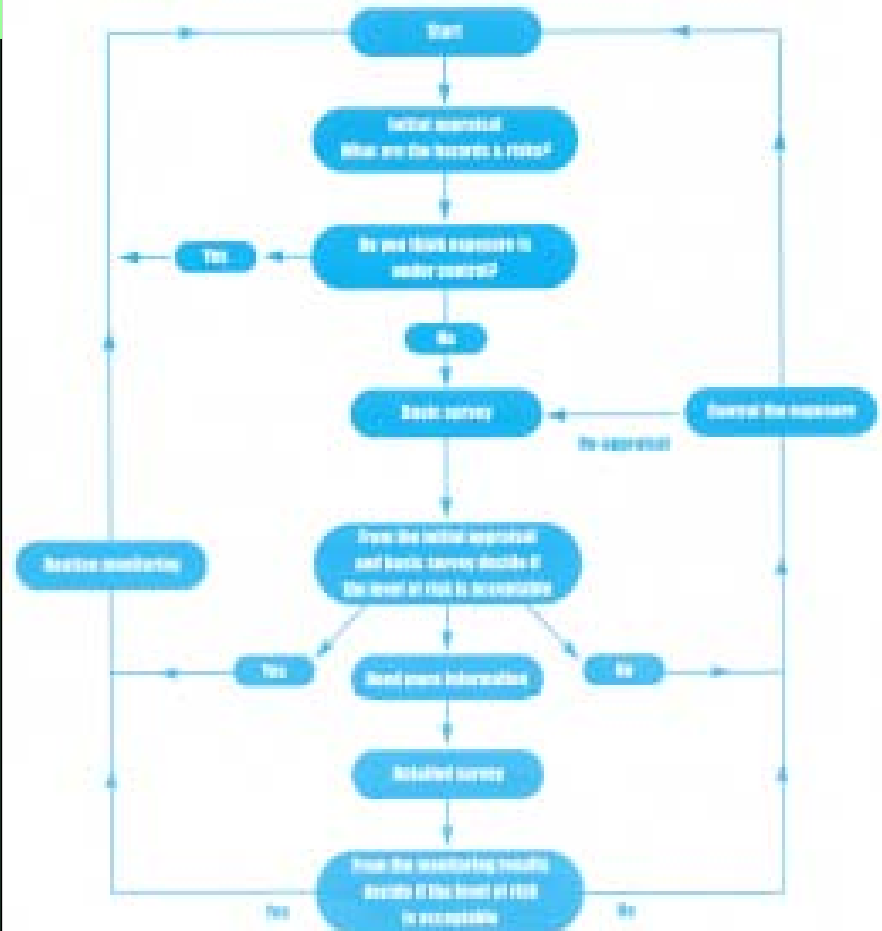 Start
Initial appraisal
What are the hazards & risks?
Do you think exposure is
under control?
Yes
No
Basic survey
Control the exposure
Re-appraisal
From the initial appraisal
and basic survey decide if
the level of risk is acceptable
Routine monitoring
Yes
Need more information
No
Detailed survey
From the monitoring results
decide if the level of risk
is acceptable
Yes
No